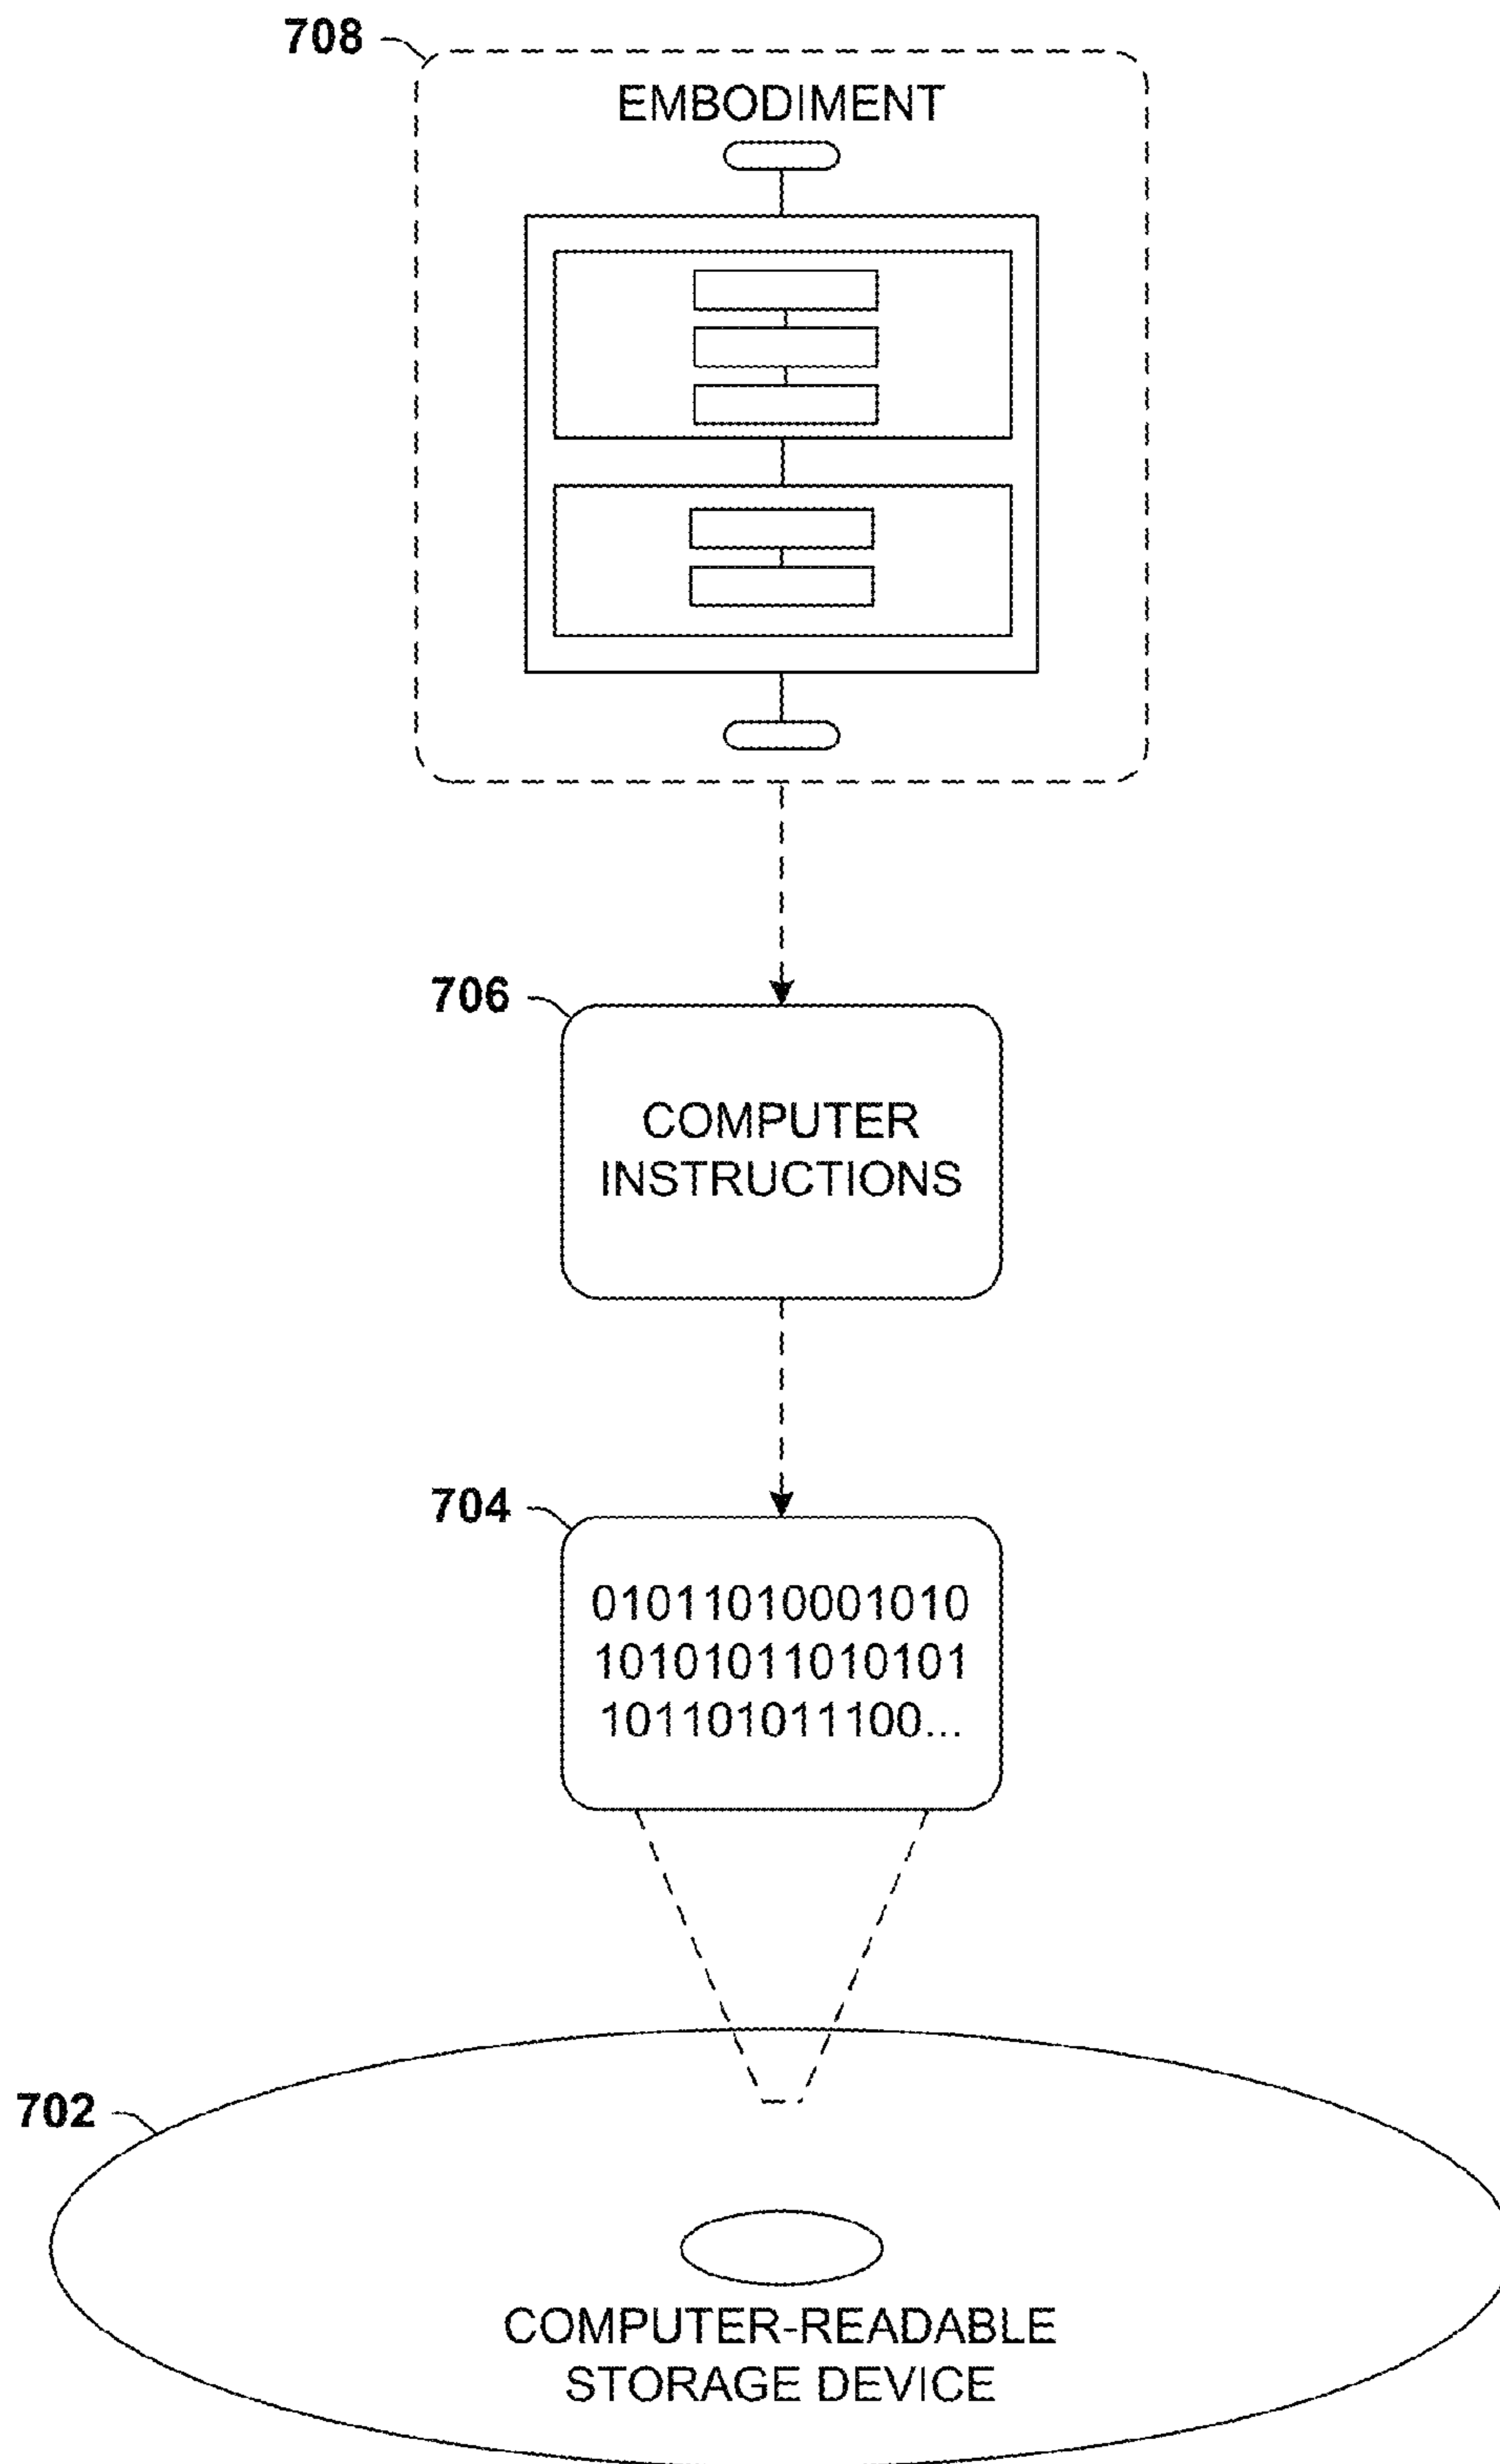 708
EMBODIMENT
706
COMPUTER
INSTRUCTIONS
704
01011010001010
10101011010101
101101011100...
702
COMPUTER-READABLE
STORAGE DEVICE